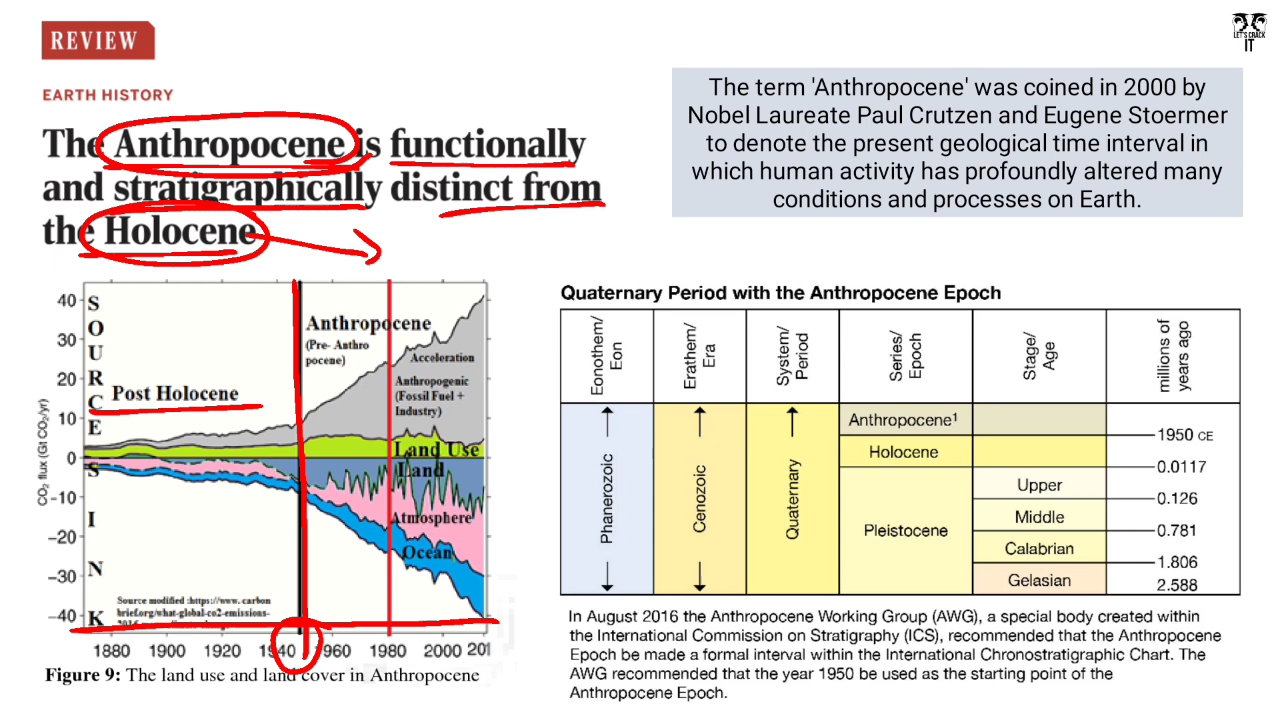 REVIEW
LET'S CRACK
IT
EARTH HISTORY
The Anthropocene is functionally
and stratigraphically distinct from
the Holocene
The term 'Anthropocene' was coined in 2000 by
Nobel Laureate Paul Crutzen and Eugene Stoermer
to denote the present geological time interval in
which human activity has profoundly altered many
conditions and processes on Earth.
CO2 flux (Gt CO2/yr)
40
30
20
10
0
-10
-20
-30
-40
SOURCES
SINK
Post Holocene
Anthropocene
(Pre- Anthro
pocene)
Acceleration
Anthropogenic
(Fossil Fuel +
Industry)
Land Use
Land
Atmosphere
Ocean
Source modified :https://www. carbon
brief.org/what-global-co2-emissions-
1880 1900 1920 1940 1960 1980 2000 201
Figure 9: The land use and land cover in Anthropocene
Quaternary Period with the Anthropocene Epoch
Eonothem/
Eon
Erathem/
Era
System/
Period
Series/
Epoch
Stage/
Age
millions of
years ago
Phanerozoic
Cenozoic
Quaternary
Anthropocene¹
Holocene
Pleistocene
Upper
Middle
Calabrian
Gelasian
1950 CE
0.0117
0.126
0.781
1.806
2.588
In August 2016 the Anthropocene Working Group (AWG), a special body created within
the International Commission on Stratigraphy (ICS), recommended that the Anthropocene
Epoch be made a formal interval within the International Chronostratigraphic Chart. The
AWG recommended that the year 1950 be used as the starting point of the
Anthropocene Epoch.